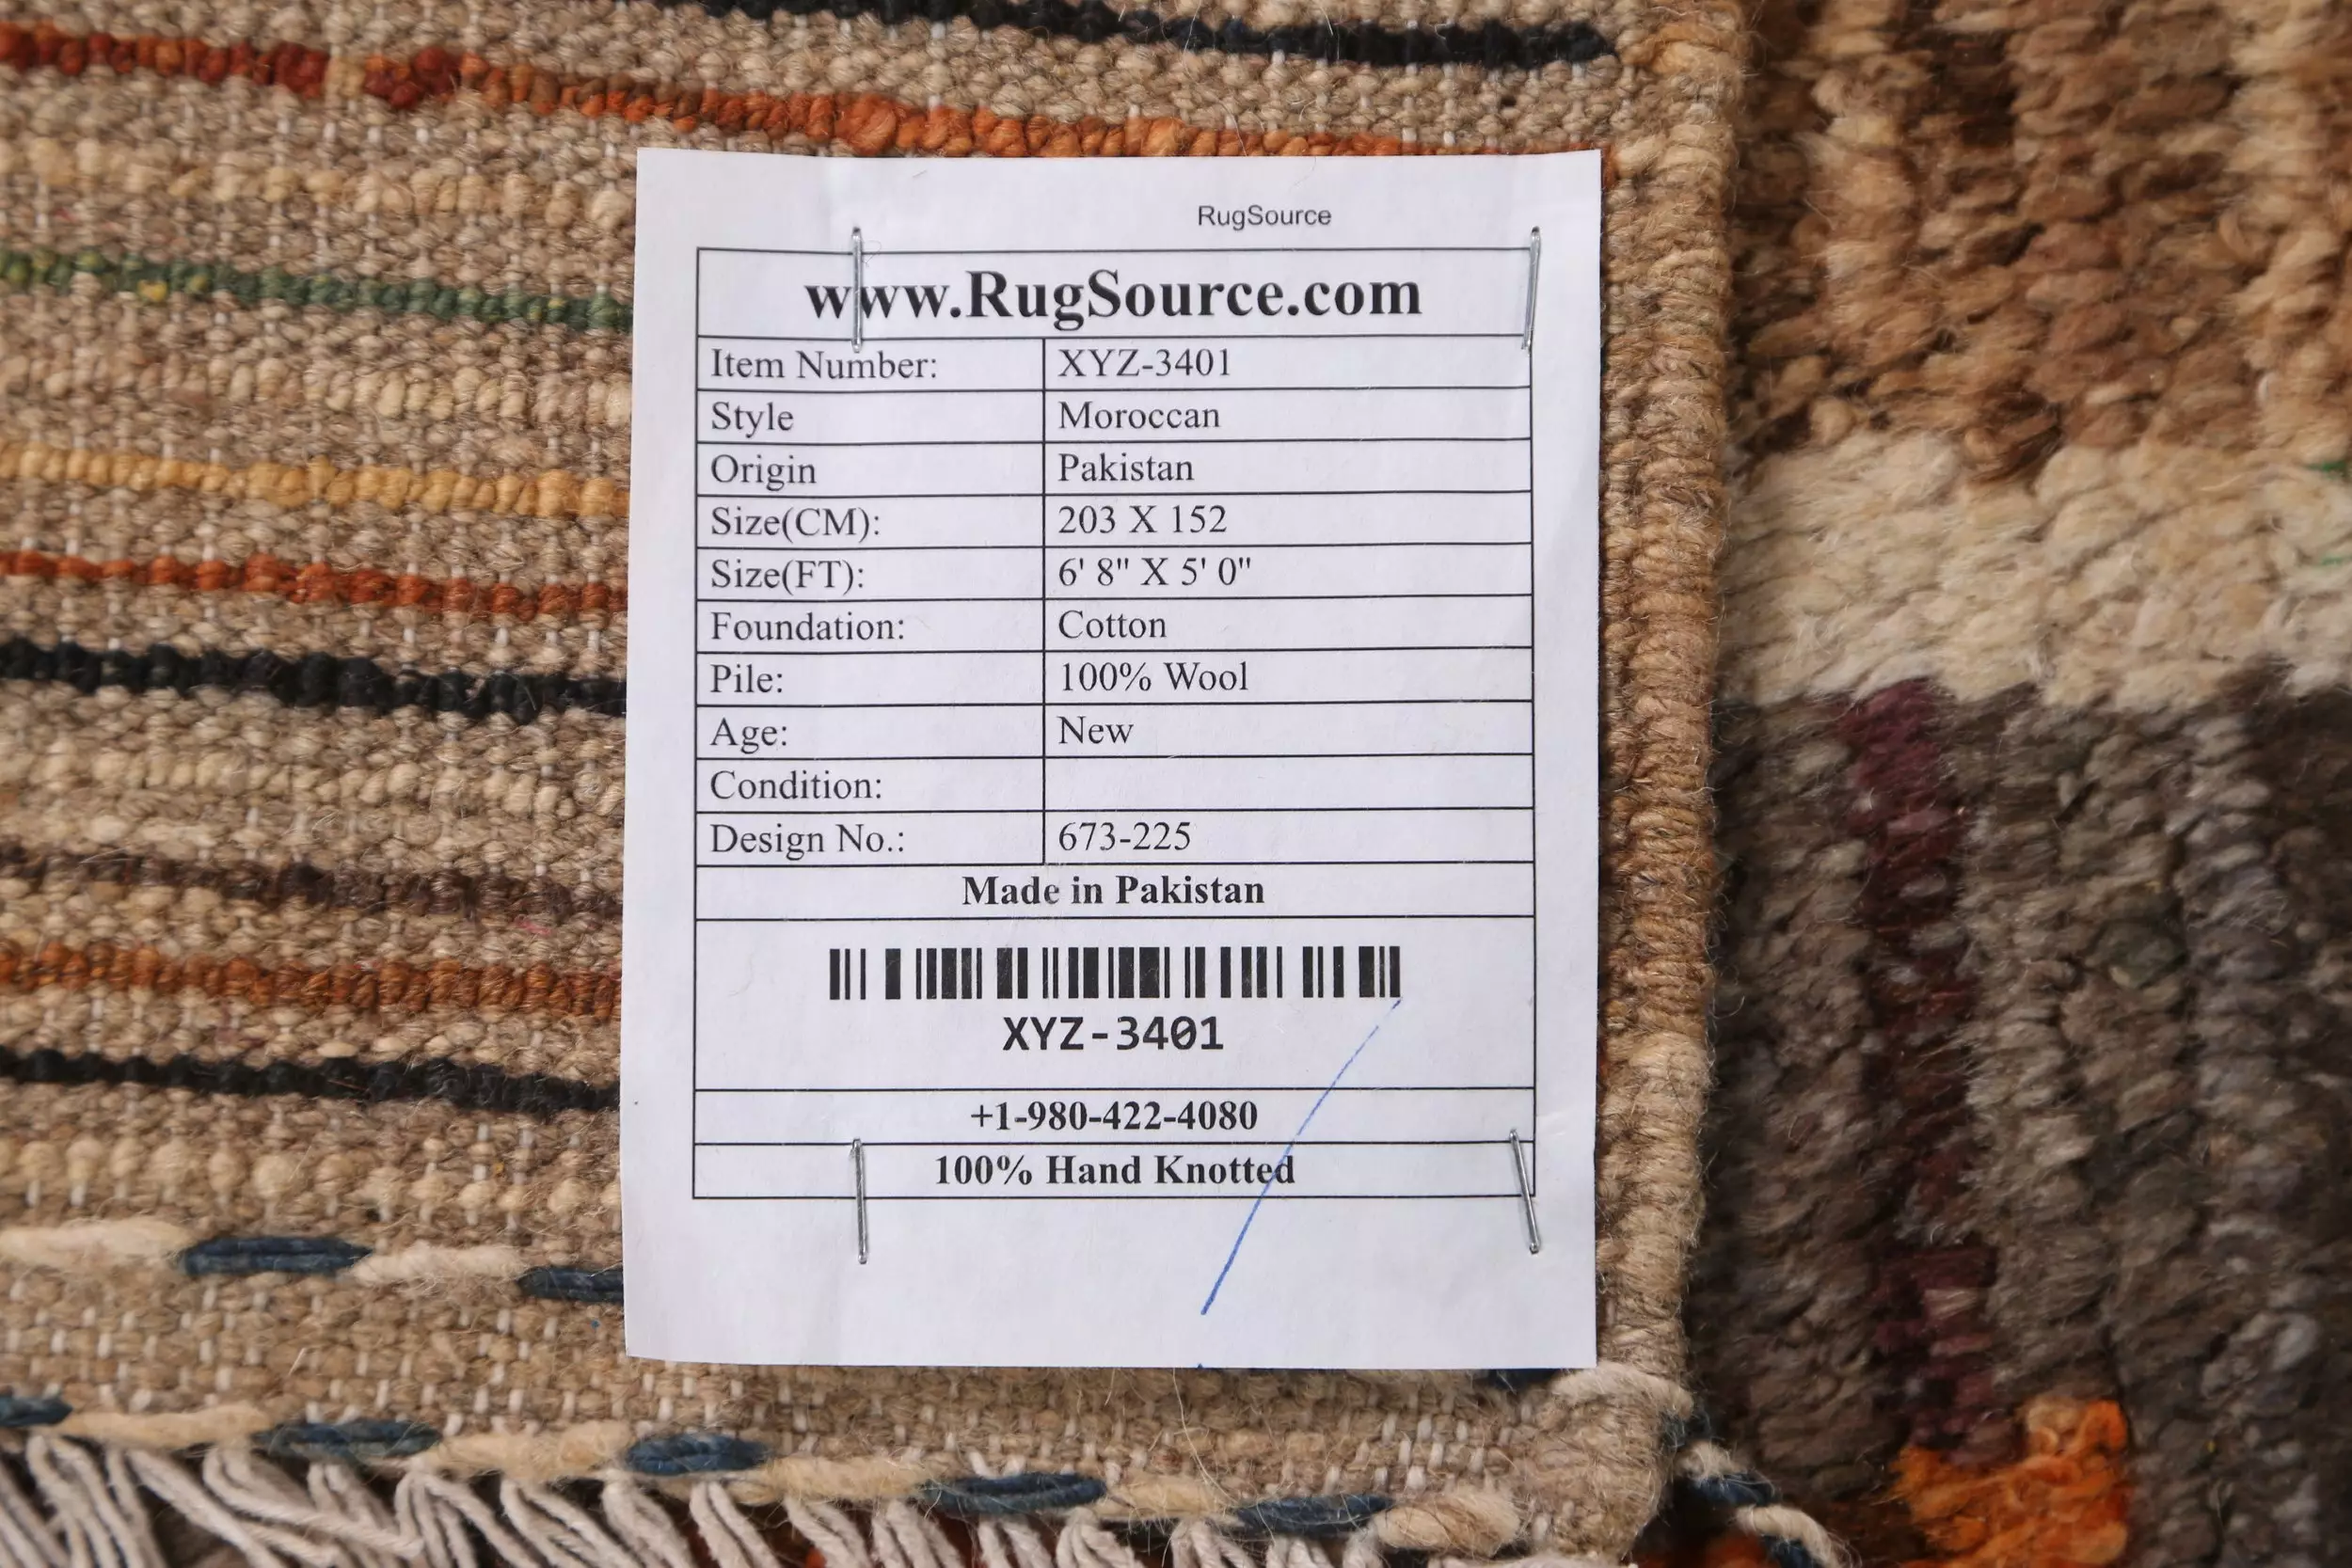 RugSource
www.RugSource.com
Item Number: XYZ-3401
Style Moroccan
Origin Pakistan
Size(CM): 203 X 152
Size(FT): 6' 8" X 5' 0"
Foundation: Cotton
Pile: 100% Wool
Age: New
Condition:
Design No.: 673-225
Made in Pakistan
XYZ-3401
+1-980-422-4080
100% Hand Knotted